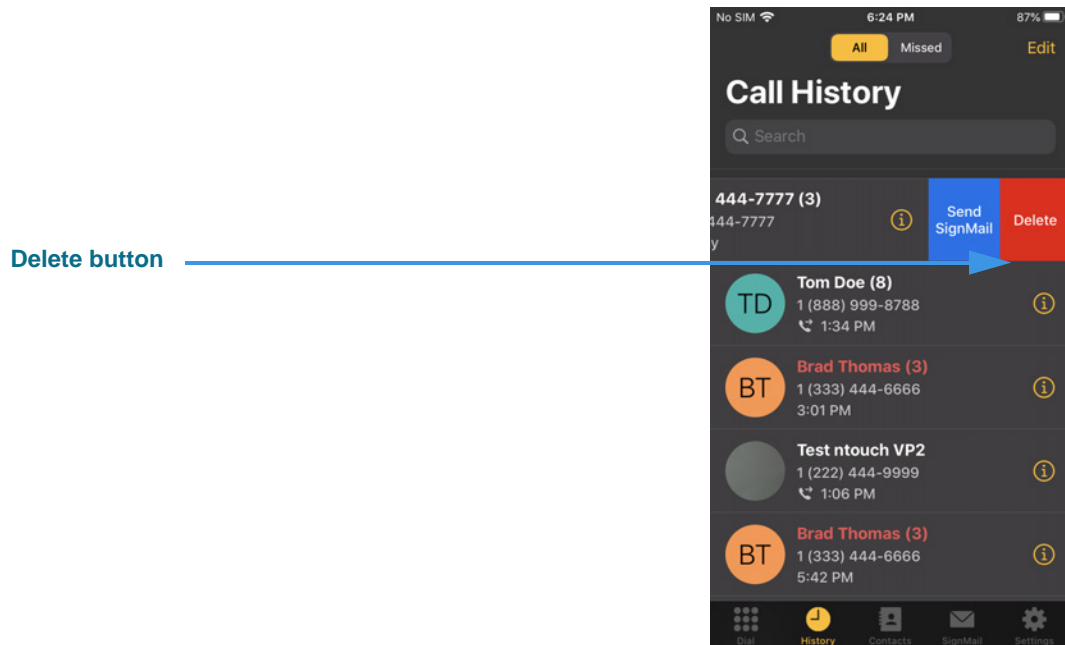 No SIM 6:24 PM 87%
All Missed Edit
Call History
Search
444-7777 (3)
444-7777
y
Send
SignMail
Delete
Delete button
TD
Tom Doe (8)
1 (888) 999-8788
1:34 PM
BT
Brad Thomas (3)
1 (333) 444-6666
3:01 PM
Test ntouch VP2
1 (222) 444-9999
1:06 PM
BT
Brad Thomas (3)
1 (333) 444-6666
5:42 PM
Dial History Contacts SignMail Settings